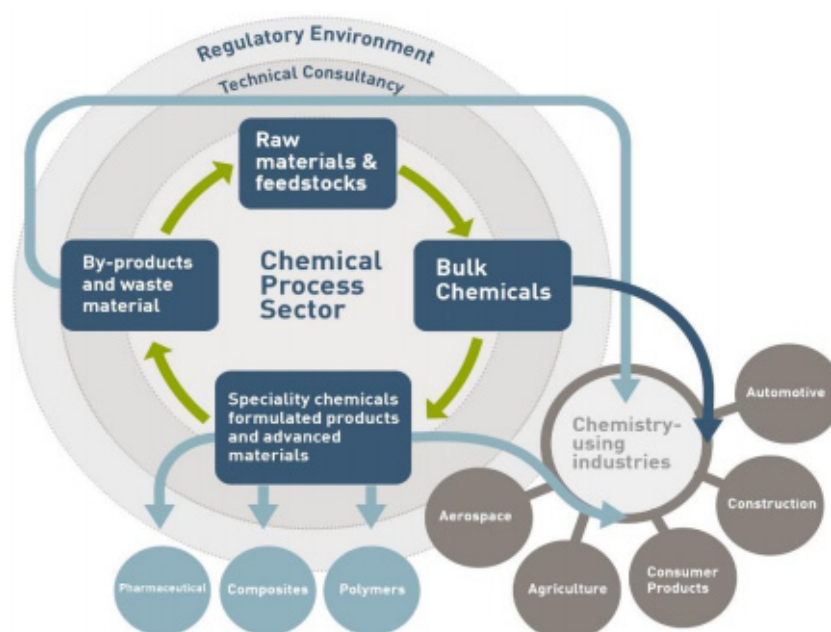 Regulatory Environment
Technical Consultancy
Raw
materials &
feedstocks
By-products
and waste
material
Chemical
Process
Sector
Bulk
Chemicals
Speciality chemicals
formulated products
and advanced
materials
Chemistry-
using
industries
Automotive
Construction
Consumer
Products
Agriculture
Aerospace
Pharmaceutical
Composites
Polymers